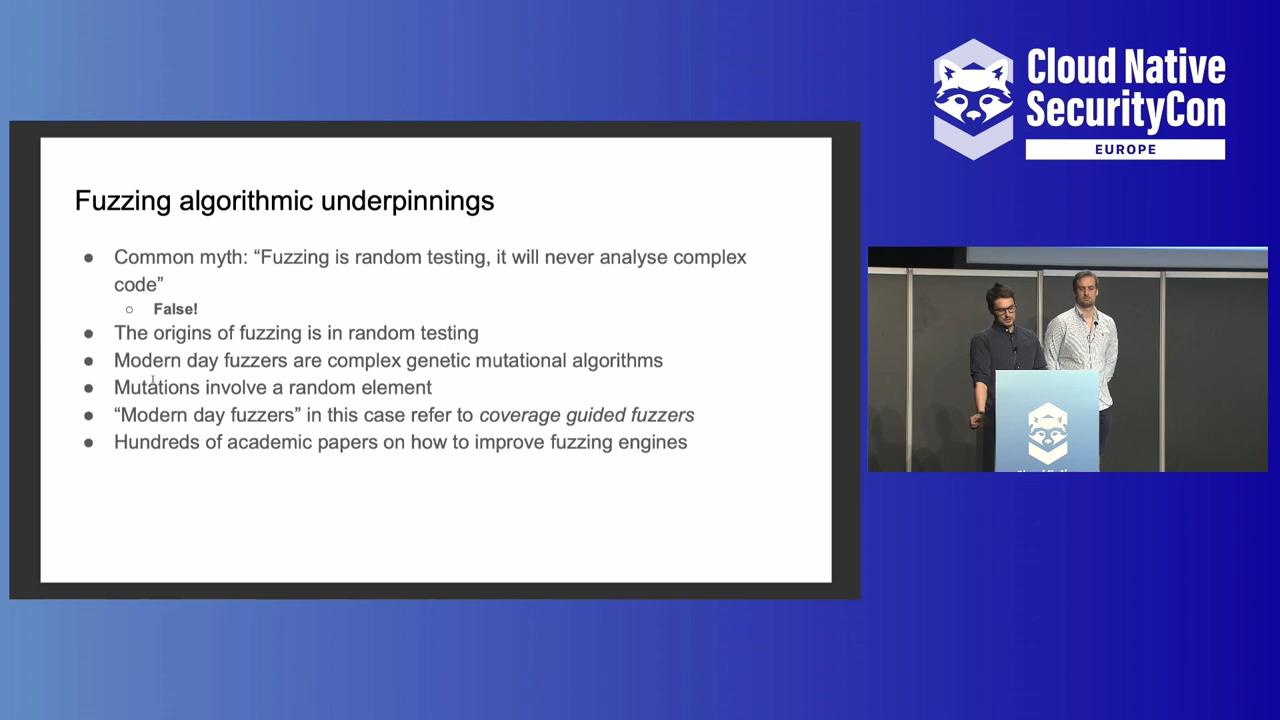 Cloud Native
SecurityCon
EUROPE
Fuzzing algorithmic underpinnings
● Common myth: “Fuzzing is random testing, it will never analyse complex
code”
○ False!
● The origins of fuzzing is in random testing
● Modern day fuzzers are complex genetic mutational algorithms
● Mutations involve a random element
● “Modern day fuzzers” in this case refer to coverage guided fuzzers
● Hundreds of academic papers on how to improve fuzzing engines